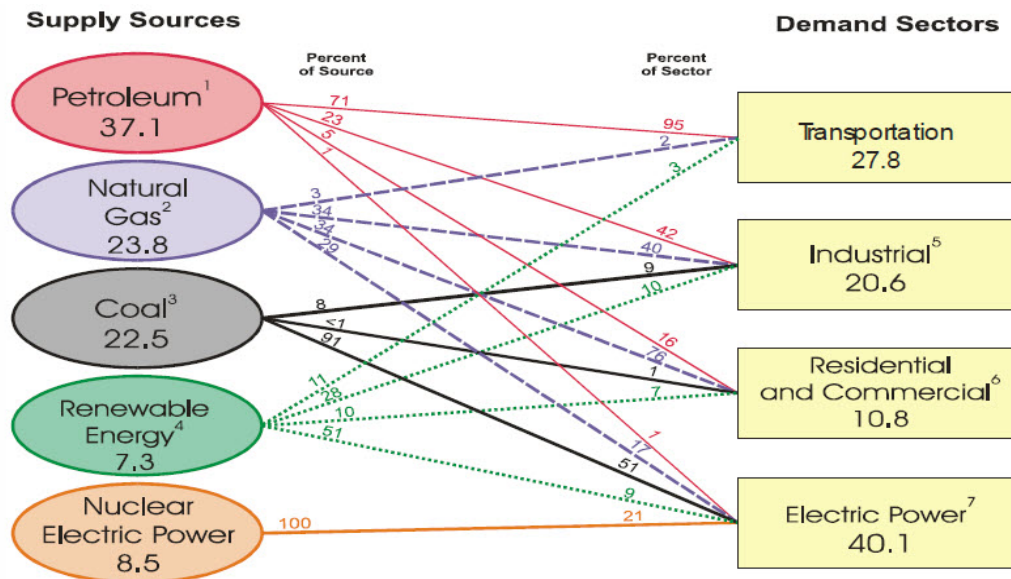 Supply Sources
Demand Sectors
Percent
of Source
Percent
of Sector
Petroleum¹
37.1
71
23
5
1
95
2
3
Transportation
27.8
Natural
Gas²
23.8
3
34
34
29
42
40
9
10
Industrial⁵
20.6
Coal³
22.5
8
<1
91
16
76
1
7
Residential
and Commercial⁶
10.8
Renewable
Energy⁴
7.3
11
28
10
51
1
17
51
9
21
Electric Power⁷
40.1
Nuclear
Electric Power
8.5
100